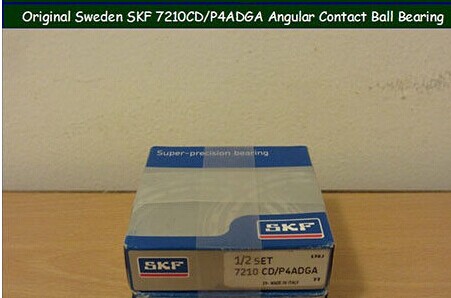 Original Sweden SKF 7210CD/P4ADGA Angular Contact Ball Bearing
Super-precision bearing
SKF
SKF
1/2 SET
7210 CD/P4ADGA
MADE IN ITALY